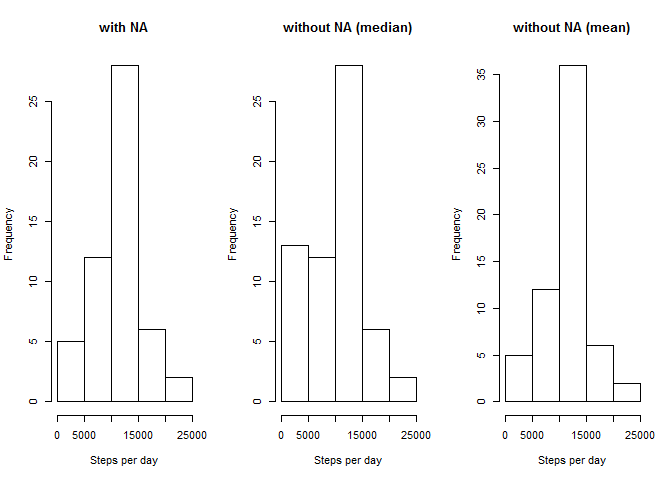 with NA
Frequency
25
20
15
10
5
0
0 5000 15000 25000
Steps per day
without NA (median)
Frequency
25
20
15
10
5
0
0 5000 15000 25000
Steps per day
without NA (mean)
Frequency
35
30
25
20
15
10
5
0
0 5000 15000 25000
Steps per day